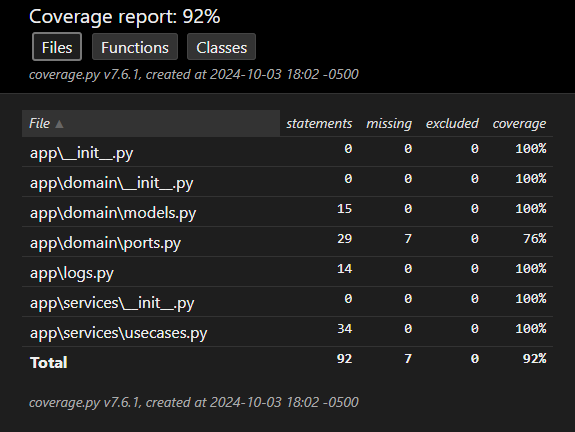 Coverage report: 92%
Files Functions Classes
coverage.py v7.6.1, created at 2024-10-03 18:02 -0500
File ▲ statements missing excluded coverage
app\__init__.py 0 0 0 100%
app\domain\__init__.py 0 0 0 100%
app\domain\models.py 15 0 0 100%
app\domain\ports.py 29 7 0 76%
app\logs.py 14 0 0 100%
app\services\__init__.py 0 0 0 100%
app\services\usecases.py 34 0 0 100%
Total 92 7 0 92%
coverage.py v7.6.1, created at 2024-10-03 18:02 -0500